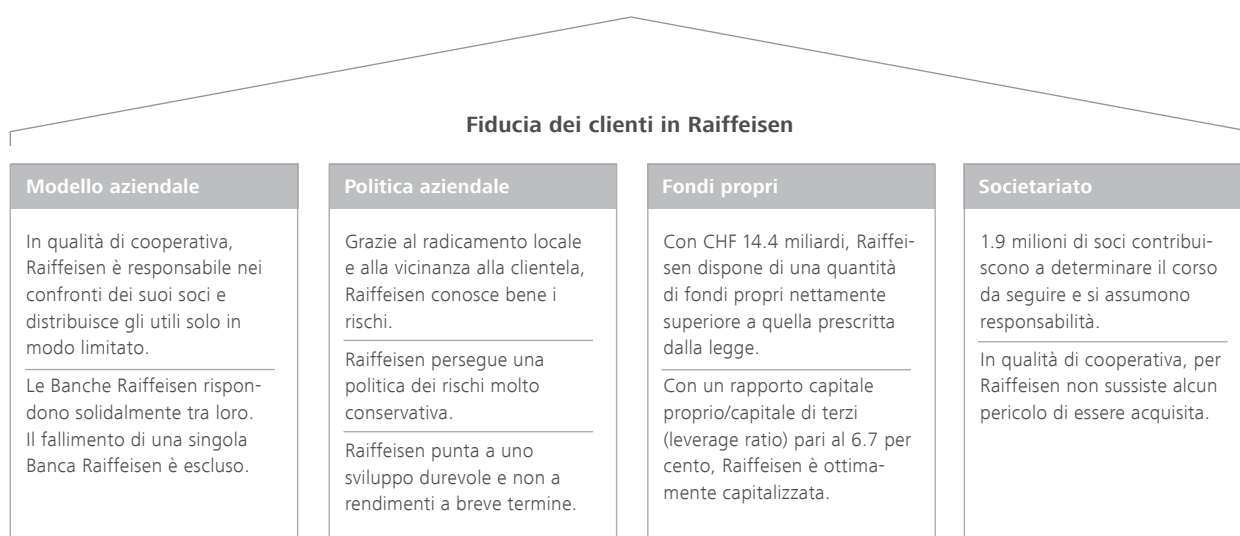 Fiducia dei clienti in Raiffeisen
Modello aziendale
In qualità di cooperativa,
Raiffeisen è responsabile nei
confronti dei suoi soci e
distribuisce gli utili solo in
modo limitato.
Le Banche Raiffeisen rispon-
dono solidalmente tra loro.
Il fallimento di una singola
Banca Raiffeisen è escluso.
Politica aziendale
Grazie al radicamento locale
e alla vicinanza alla clientela,
Raiffeisen conosce bene i
rischi.
Raiffeisen persegue una
politica dei rischi molto
conservativa.
Raiffeisen punta a uno
sviluppo durevole e non a
rendimenti a breve termine.
Fondi propri
Con CHF 14.4 miliardi, Raiffei-
sen dispone di una quantità
di fondi propri nettamente
superiore a quella prescritta
dalla legge.
Con un rapporto capitale
proprio/capitale di terzi
(leverage ratio) pari al 6.7 per
cento, Raiffeisen è ottima-
mente capitalizzata.
Societariato
1.9 milioni di soci contribui-
scono a determinare il corso
da seguire e si assumono
responsabilità.
In qualità di cooperativa, per
Raiffeisen non sussiste alcun
pericolo di essere acquisita.